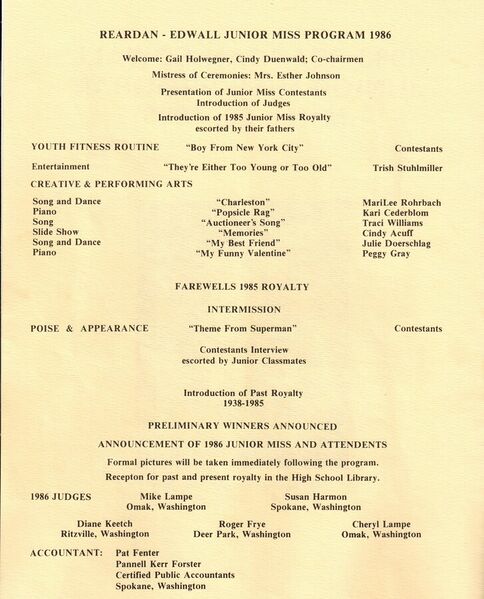 REARDAN - EDWALL JUNIOR MISS PROGRAM 1986
Welcome: Gail Holwegner, Cindy Duenwald; Co-chairmen
Mistress of Ceremonies: Mrs. Esther Johnson
Presentation of Junior Miss Contestants
Introduction of Judges
Introduction of 1985 Junior Miss Royalty
escorted by their fathers
YOUTH FITNESS ROUTINE "Boy From New York City" Contestants
Entertainment "They're Either Too Young or Too Old" Trish Stuhlmiller
CREATIVE & PERFORMING ARTS
Song and Dance "Charleston" MariLee Rohrbach
Piano "Popsicle Rag" Kari Cederblom
Song "Auctioneer's Song" Traci Williams
Slide Show "Memories" Cindy Acuff
Song and Dance "My Best Friend" Julie Doerschlag
Piano "My Funny Valentine" Peggy Gray
FAREWELLS 1985 ROYALTY
INTERMISSION
POISE & APPEARANCE "Theme From Superman" Contestants
Contestants Interview
escorted by Junior Classmates
Introduction of Past Royalty
1938-1985
PRELIMINARY WINNERS ANNOUNCED
ANNOUNCEMENT OF 1986 JUNIOR MISS AND ATTENDENTS
Formal pictures will be taken immediately following the program.
Recepton for past and present royalty in the High School Library.
1986 JUDGES Mike Lampe Susan Harmon
Omak, Washington Spokane, Washington
Diane Keetch Roger Frye Cheryl Lampe
Ritzville, Washington Deer Park, Washington Omak, Washington
ACCOUNTANT: Pat Fenter
Pannell Kerr Forster
Certified Public Accountants
Spokane, Washington